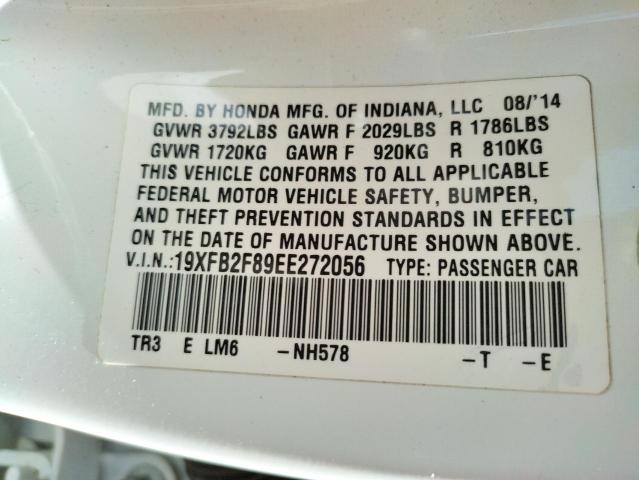 MFD. BY HONDA MFG. OF INDIANA, LLC 08/'14
GVWR 3792LBS GAWR F 2029LBS R 1786LBS
GVWR 1720KG GAWR F 920KG R 810KG
THIS VEHICLE CONFORMS TO ALL APPLICABLE
FEDERAL MOTOR VEHICLE SAFETY, BUMPER,
AND THEFT PREVENTION STANDARDS IN EFFECT
ON THE DATE OF MANUFACTURE SHOWN ABOVE.
V.I.N.:19XFB2F89EE272056 TYPE: PASSENGER CAR
TR3 E LM6 -NH578 -T -E